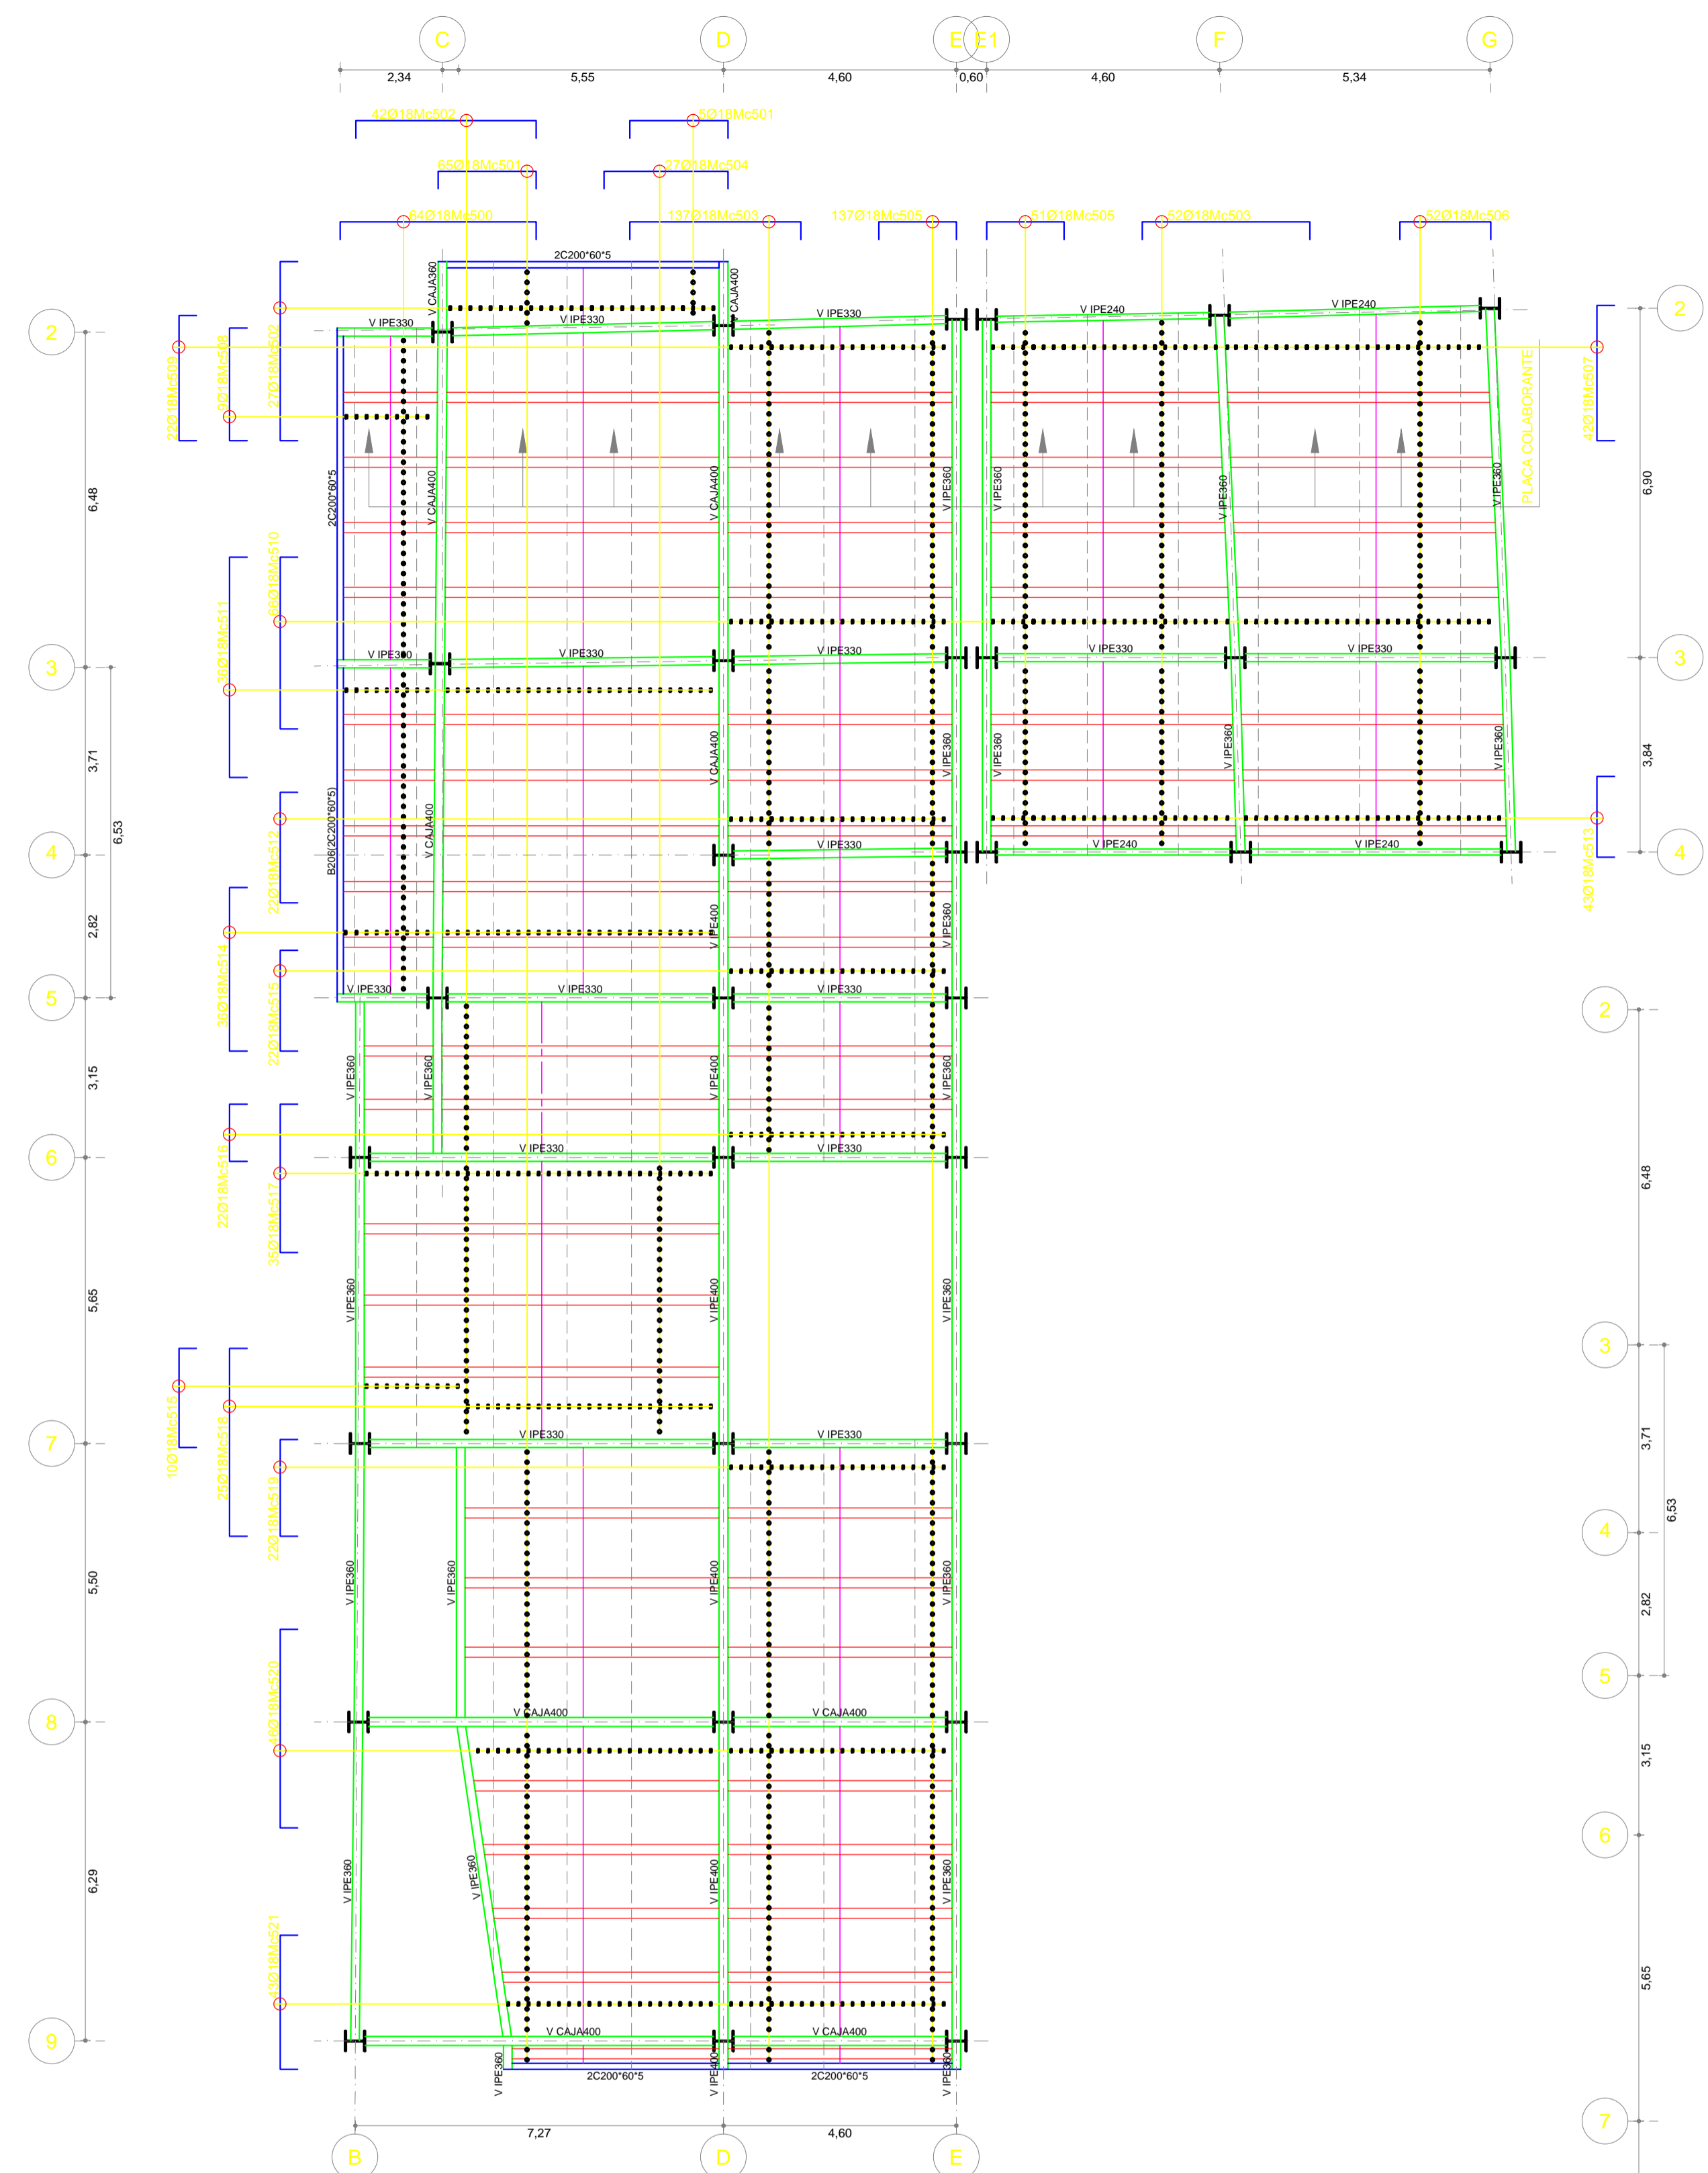 C
D
E
E1
F
G
2,34
5,55
4,60
0,60
4,60
5,34
42Ø18Mc502
5Ø18Mc601
65Ø18Mc501
27Ø18Mc504
64Ø18Mc500
137Ø18Mc503
137Ø18Mc505
51Ø18Mc505
52Ø18Mc503
52Ø18Mc506
2C200*60*5
V CAJA360
V CAJA400
2
V IPE330
V IPE330
V IPE330
V IPE240
V IPE240
2
22Ø18Mc509
9Ø18Mc508
27Ø18Mc502
42Ø18Mc507
PLACA COLABORANTE
6,48
2C200*60*5
V CAJA400
V CAJA400
V IPE360
V IPE360
V IPE360
V IPE360
6,90
36Ø18Mc511
66Ø18Mc510
3
V IPE330
V IPE330
V IPE330
V IPE330
3
3,71
V CAJA400
V IPE360
V IPE360
V IPE360
V IPE360
3,84
6,53
B206(2C200*60*5)
V CAJA400
22Ø18Mc512
43Ø18Mc513
4
V IPE330
V IPE240
V IPE240
4
2,82
36Ø18Mc514
22Ø18Mc515
V IPE400
V IPE360
5
V IPE330
V IPE330
V IPE330
2
3,15
V IPE360
V IPE360
V IPE400
V IPE360
22Ø18Mc516
35Ø18Mc517
6
V IPE330
V IPE330
6,48
5,65
V IPE360
V IPE400
V IPE360
3
10Ø18Mc515
25Ø18Mc518
22Ø18Mc519
7
V IPE330
V IPE330
3,71
6,53
4
5,50
V IPE360
V IPE360
V IPE400
V IPE360
2,82
5
46Ø18Mc520
8
V CAJA400
V CAJA400
3,15
6
6,29
V IPE360
V IPE360
V IPE400
V IPE360
43Ø18Mc521
5,65
9
V CAJA400
V CAJA400
V IPE360
2C200*60*5
V IPE400
2C200*60*5
V IPE360
7
7,27
4,60
B
D
E